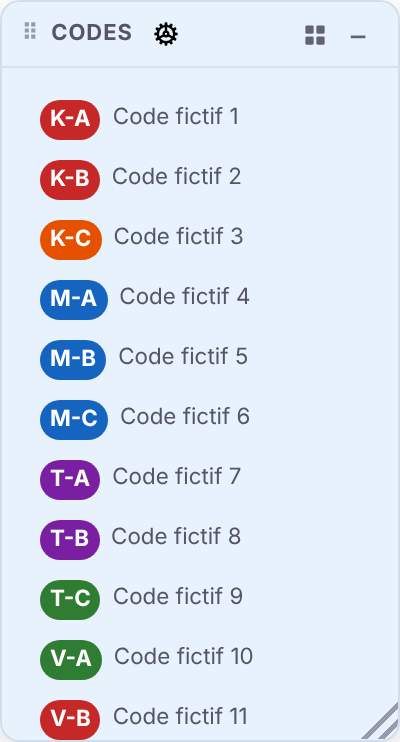 CODES
K-A Code fictif 1
K-B Code fictif 2
K-C Code fictif 3
M-A Code fictif 4
M-B Code fictif 5
M-C Code fictif 6
T-A Code fictif 7
T-B Code fictif 8
T-C Code fictif 9
V-A Code fictif 10
V-B Code fictif 11